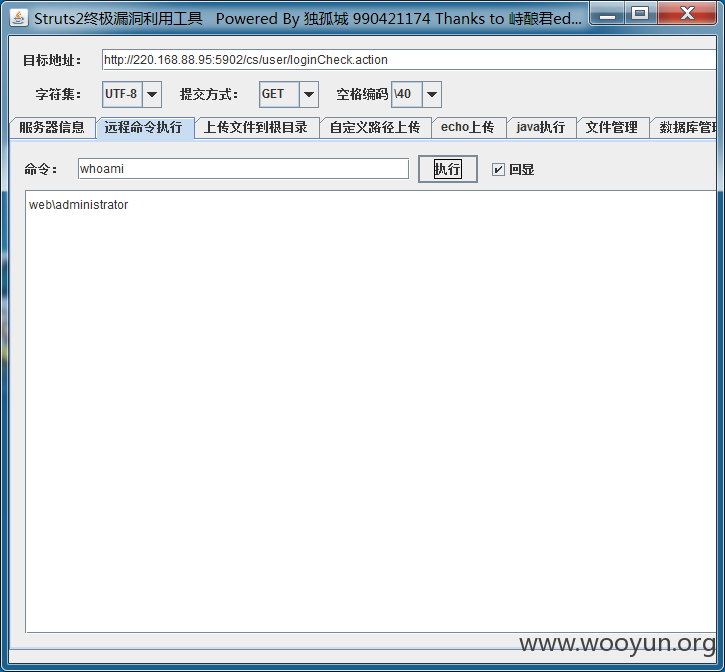 Struts2终极漏洞利用工具 Powered By 独孤城 990421174 Thanks to 峙酿君ed...
目标地址： http://220.168.88.95:5902/cs/user/loginCheck.action
字符集： UTF-8 提交方式： GET 空格编码 \40
服务器信息 远程命令执行 上传文件到根目录 自定义路径上传 echo上传 java执行 文件管理 数据库管
命令： whoami 执行 回显
web\administrator
www.wooyun.org